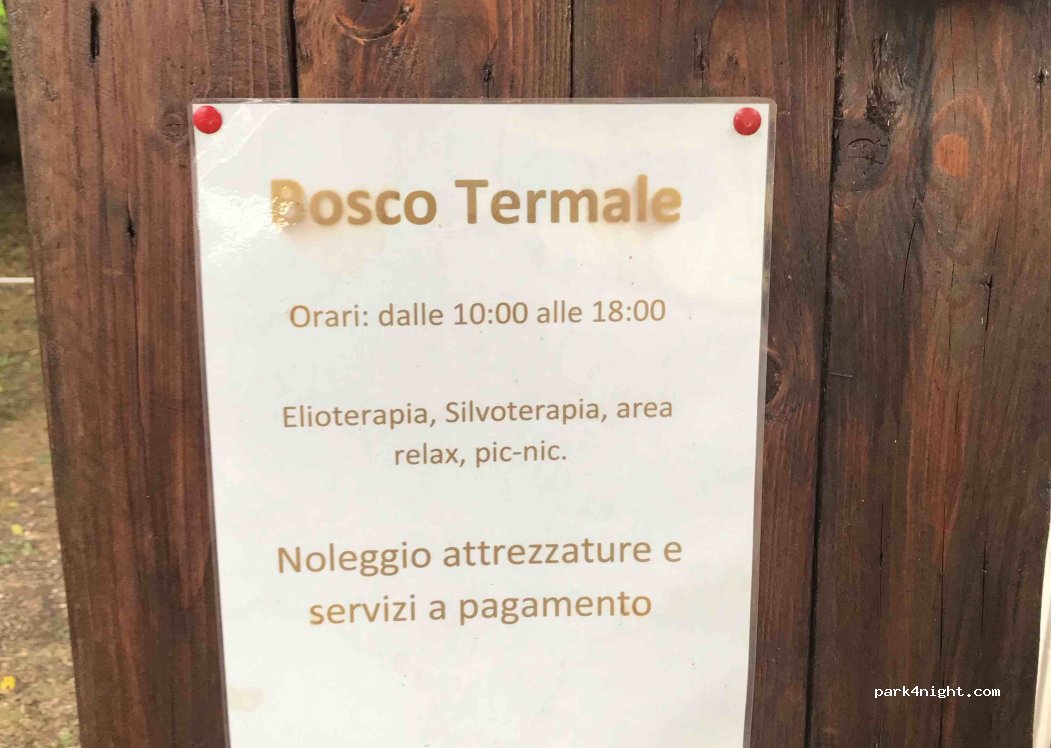 Bosco Termale
Orari: dalle 10:00 alle 18:00
Elioterapia, Silvoterapia, area
relax, pic-nic.
Noleggio attrezzature e
servizi a pagamento
park4night.com